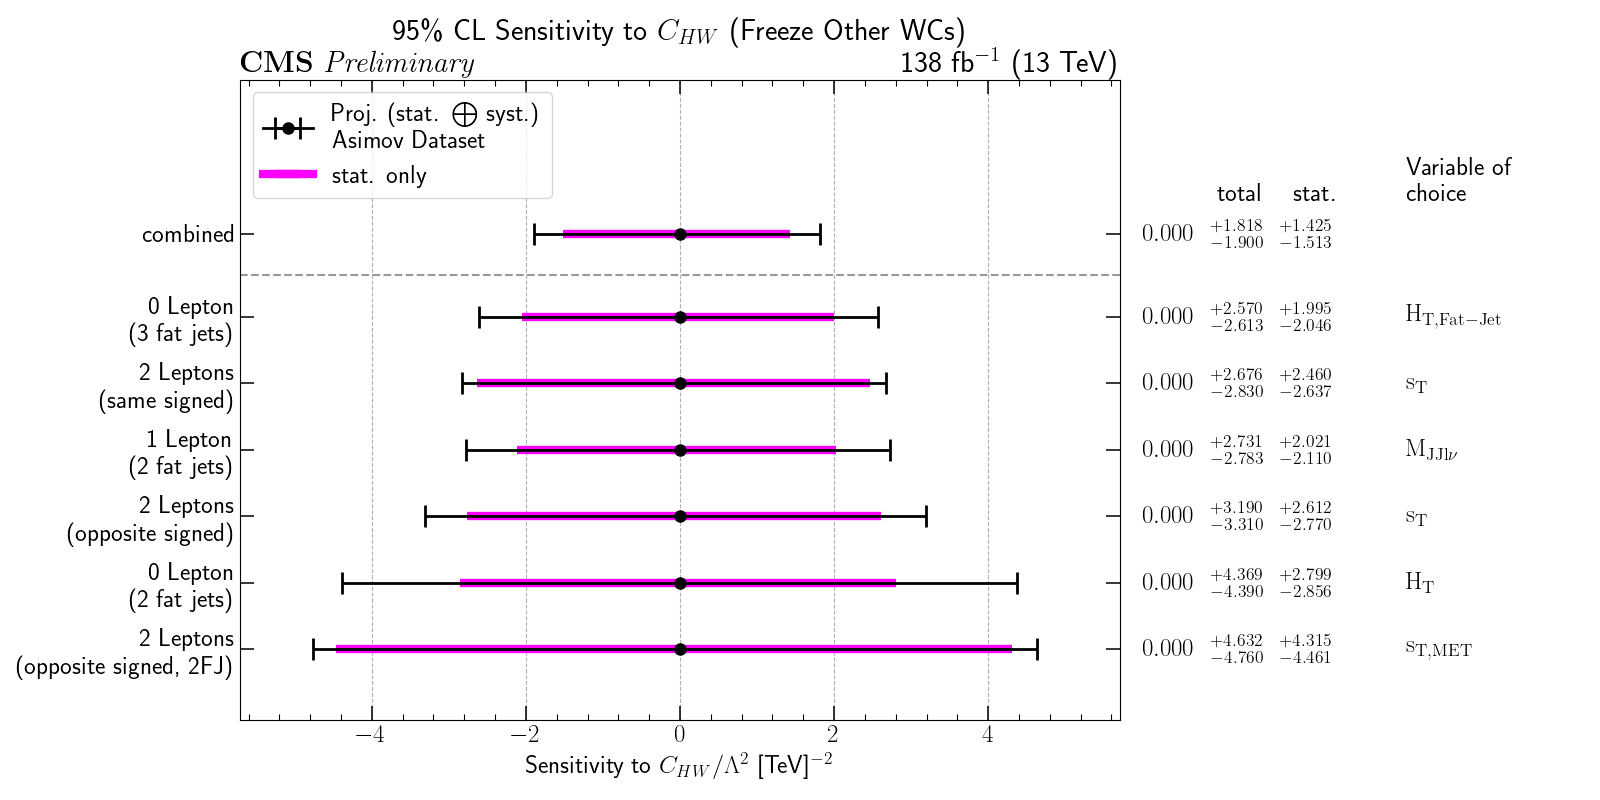 95% CL Sensitivity to C_HW (Freeze Other WCs)
CMS Preliminary
138 fb⁻¹ (13 TeV)
Proj. (stat. ⨁ syst.)
Asimov Dataset
stat. only
total stat. Variable of
choice
combined 0.000 +1.818 −1.900 +1.425 −1.513
0 Lepton
(3 fat jets) 0.000 +2.570 −2.613 +1.995 −2.046 H_T,Fat−Jet
2 Leptons
(same signed) 0.000 +2.676 −2.830 +2.460 −2.637 s_T
1 Lepton
(2 fat jets) 0.000 +2.731 −2.783 +2.021 −2.110 M_JJlν
2 Leptons
(opposite signed) 0.000 +3.190 −3.310 +2.612 −2.770 s_T
0 Lepton
(2 fat jets) 0.000 +4.369 −4.390 +2.799 −2.856 H_T
2 Leptons
(opposite signed, 2FJ) 0.000 +4.632 −4.760 +4.315 −4.461 s_T,MET
−4 −2 0 2 4
Sensitivity to C_HW/Λ² [TeV]⁻²